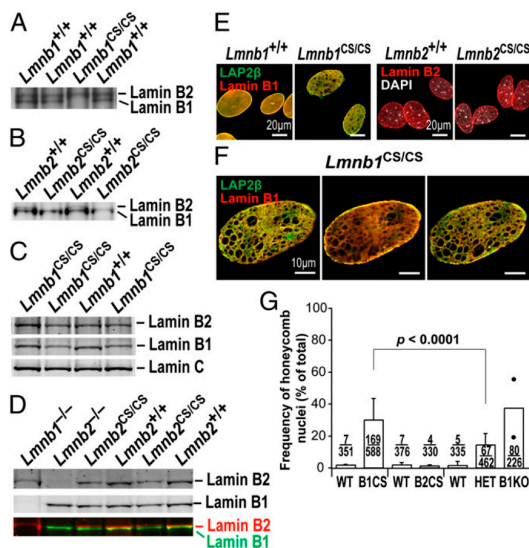 A
Lmnb1+/+
Lmnb1+/+
Lmnb1CS/CS
Lmnb1+/+
Lamin B2
Lamin B1
B
Lmnb2+/+
Lmnb2CS/CS
Lmnb2+/+
Lmnb2CS/CS
Lamin B2
Lamin B1
C
Lmnb1CS/CS
Lmnb1CS/CS
Lmnb1+/+
Lmnb1CS/CS
Lamin B2
Lamin B1
Lamin C
D
Lmnb1−/−
Lmnb2−/−
Lmnb2CS/CS
Lmnb2+/+
Lmnb2CS/CS
Lmnb2+/+
Lamin B2
Lamin B1
Lamin B2
Lamin B1
E
Lmnb1+/+ Lmnb1CS/CS Lmnb2+/+ Lmnb2CS/CS
LAP2β
Lamin B1
20μm
Lamin B2
DAPI
20μm
F
Lmnb1CS/CS
LAP2β
Lamin B1
10μm
G
Frequency of honeycomb
nuclei (% of total)
100
80
60
40
20
0
p < 0.0001
7 169 7 4 5 67 80
351 588 376 330 335 462 226
WT B1CS WT B2CS WT HET B1KO